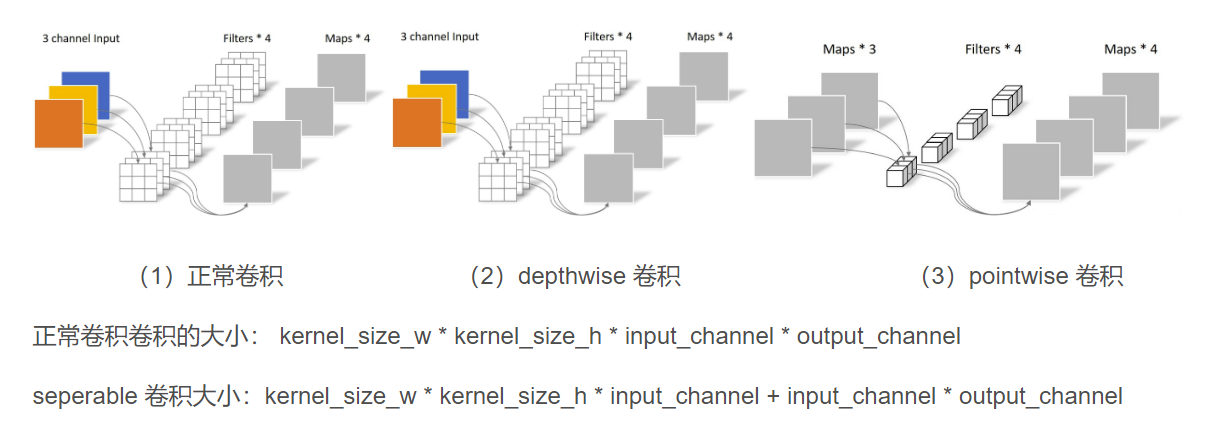 3 channel Input Filters * 4 Maps * 4 3 channel Input Filters * 4 Maps * 4 Maps * 3 Filters * 4 Maps * 4
（1）正常卷积 （2）depthwise 卷积 （3）pointwise 卷积
正常卷积卷积的大小： kernel_size_w * kernel_size_h * input_channel * output_channel
seperable 卷积大小：kernel_size_w * kernel_size_h * input_channel + input_channel * output_channel